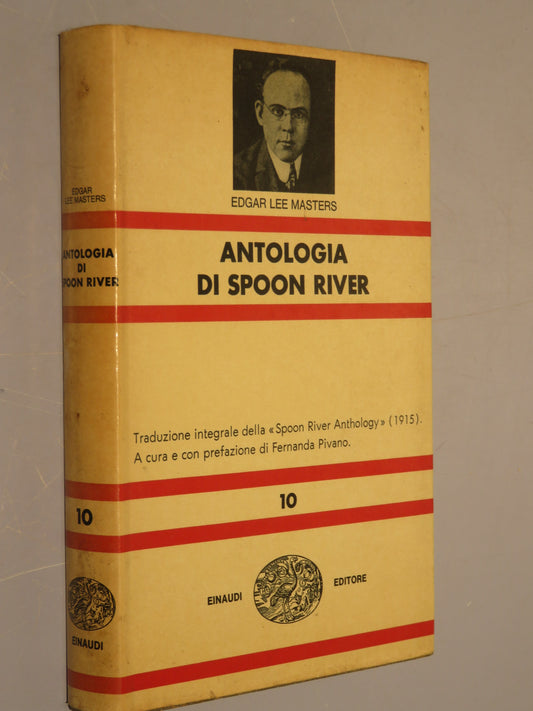 EDGAR
LEE MASTERS
ANTOLOGIA
DI
SPOON RIVER
10
EINAUDI
EDGAR LEE MASTERS
ANTOLOGIA
DI SPOON RIVER
Traduzione integrale della «Spoon River Anthology» (1915).
A cura e con prefazione di Fernanda Pivano.
10
EINAUDI EDITORE